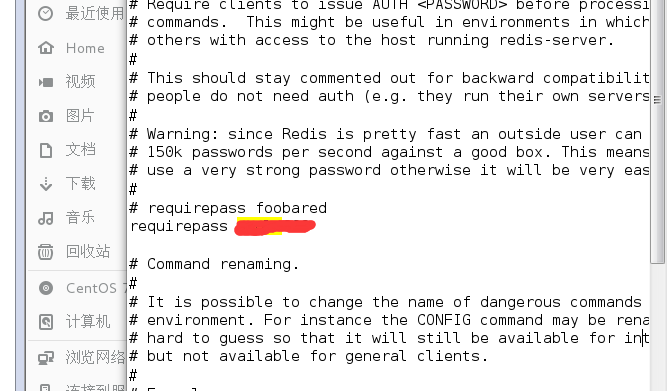 最近使用
Home
视频
图片
文档
下载
音乐
回收站
CentOS 7
计算机
浏览网络
连接到服
# Require clients to issue AUTH <PASSWORD> before processi
# commands.  This might be useful in environments in which
# others with access to the host running redis-server.
#
# This should stay commented out for backward compatibilit
# people do not need auth (e.g. they run their own servers
#
# Warning: since Redis is pretty fast an outside user can
# 150k passwords per second against a good box. This means
# use a very strong password otherwise it will be very eas
#
# requirepass foobared
requirepass
# Command renaming.
#
# It is possible to change the name of dangerous commands
# environment. For instance the CONFIG command may be rena
# hard to guess so that it will still be available for int
# but not available for general clients.
#